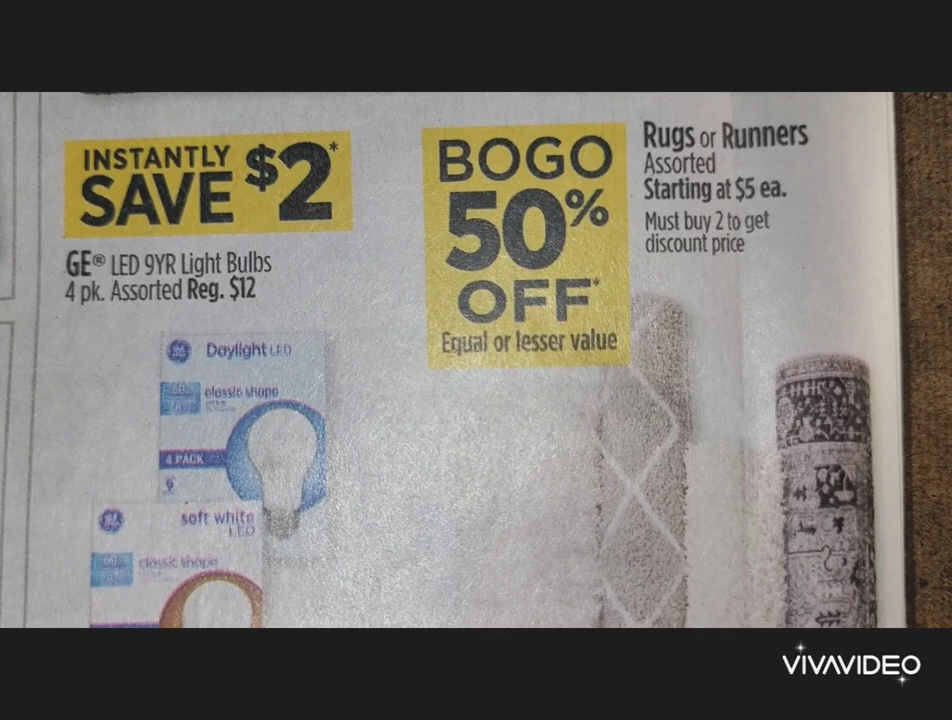 INSTANTLY
SAVE $2*
GE® LED 9YR Light Bulbs
4 pk. Assorted Reg. $12
BOGO
50%
OFF*
Equal or lesser value
Rugs or Runners
Assorted
Starting at $5 ea.
Must buy 2 to get
discount price
Daylight LED
classic shape
4 PACK
9
soft white
LED
classic shape
60
VIVAVIDEO